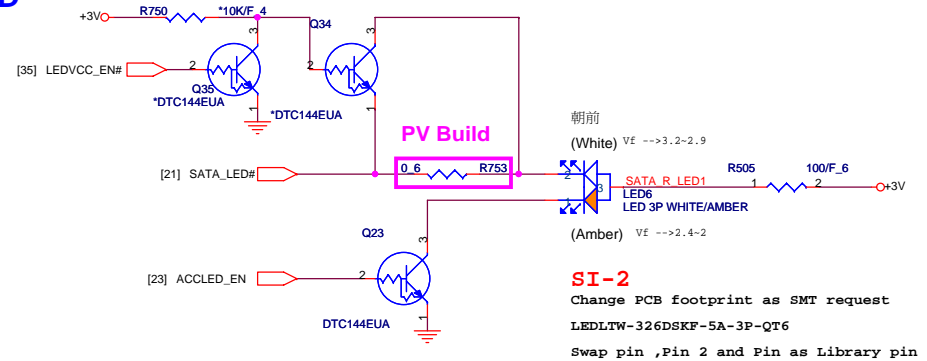 D
+3V
R750
*10K/F_4
Q34
3
3
[35] LEDVCC_EN#
2
2
Q35
*DTC144EUA
1
1
*DTC144EUA
朝前
PV Build
(White) Vf -->3.2~2.9
[21] SATA_LED#
0_6
R753
2
3
1
SATA_R_LED1
LED6
LED 3P WHITE/AMBER
R505
100/F_6
1
2
+3V
Q23
(Amber) Vf -->2.4~2
3
[23] ACCLED_EN
2
1
DTC144EUA
SI-2
Change PCB footprint as SMT request
LEDLTW-326DSKF-5A-3P-QT6
Swap pin ,Pin 2 and Pin as Library pin